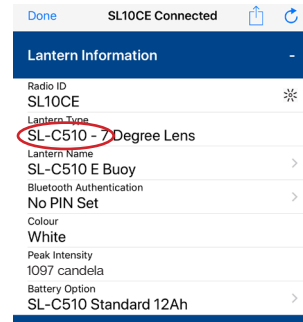 Done SL10CE Connected
Lantern Information -
Radio ID
SL10CE
Lantern Type
SL-C510 - 7 Degree Lens
Lantern Name
SL-C510 E Buoy
Bluetooth Authentication
No PIN Set
Colour
White
Peak Intensity
1097 candela
Battery Option
SL-C510 Standard 12Ah